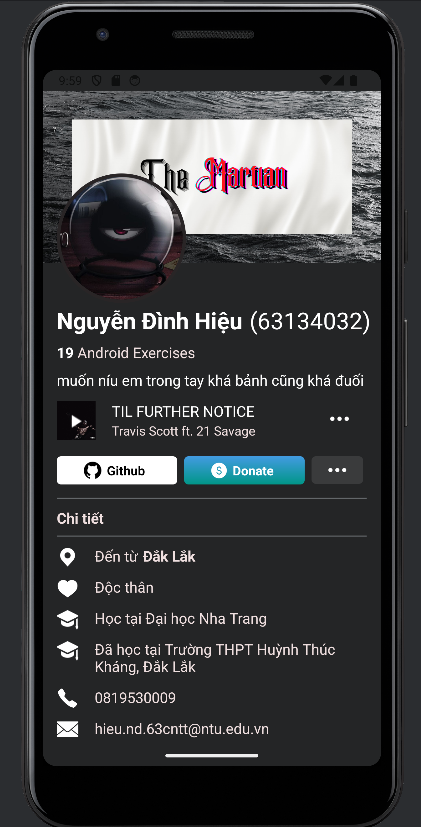 9:59
The Martian
Nguyễn Đình Hiệu (63134032)
19 Android Exercises
muốn níu em trong tay khá bảnh cũng khá đuối
TIL FURTHER NOTICE
Travis Scott ft. 21 Savage
Github
$ Donate
Chi tiết
Đến từ Đắk Lắk
Độc thân
Học tại Đại học Nha Trang
Đã học tại Trường THPT Huỳnh Thúc
Kháng, Đắk Lắk
0819530009
hieu.nd.63cntt@ntu.edu.vn